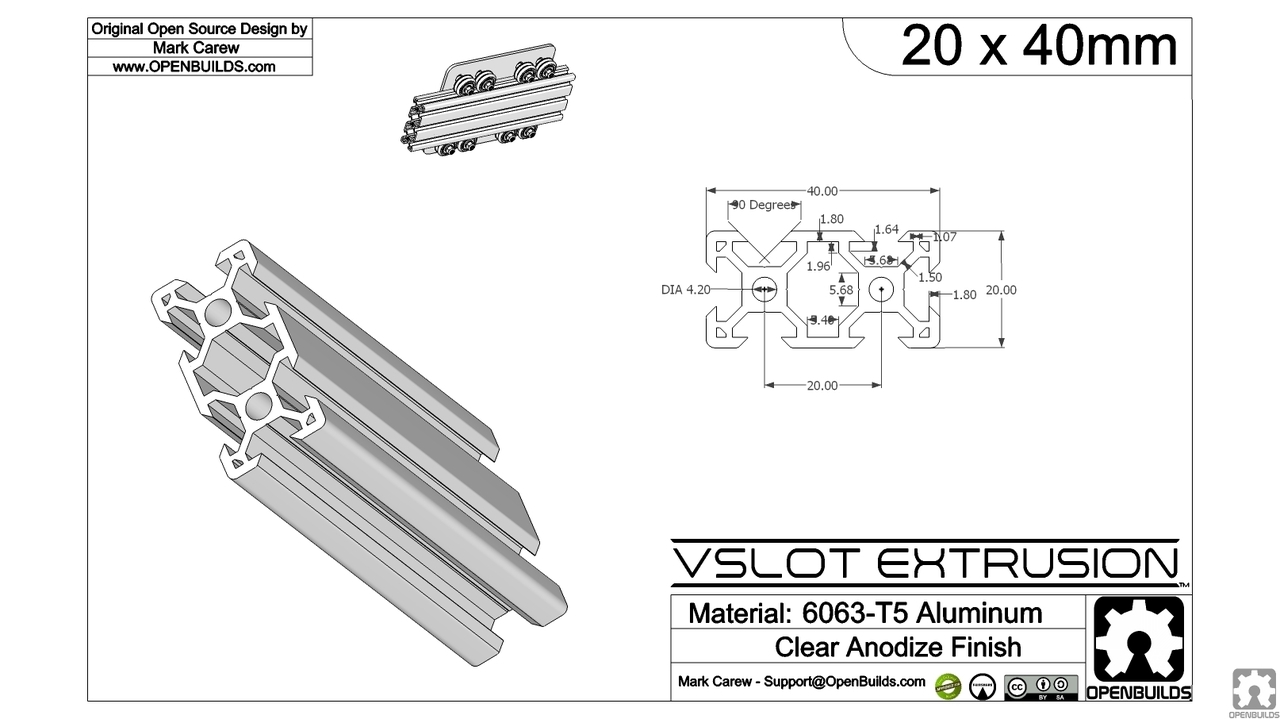 Original Open Source Design by
Mark Carew
www.OPENBUILDS.com
20 x 40mm
40.00
90 Degrees
1.80
1.64
1.07
1.96
5.68
1.50
DIA 4.20
5.68
1.80
20.00
20.00
VSLOT EXTRUSION
TM
Material: 6063-T5 Aluminum
Clear Anodize Finish
Mark Carew - Support@OpenBuilds.com
CC
BY SA
OPENBUILDS
OPENBUILDS